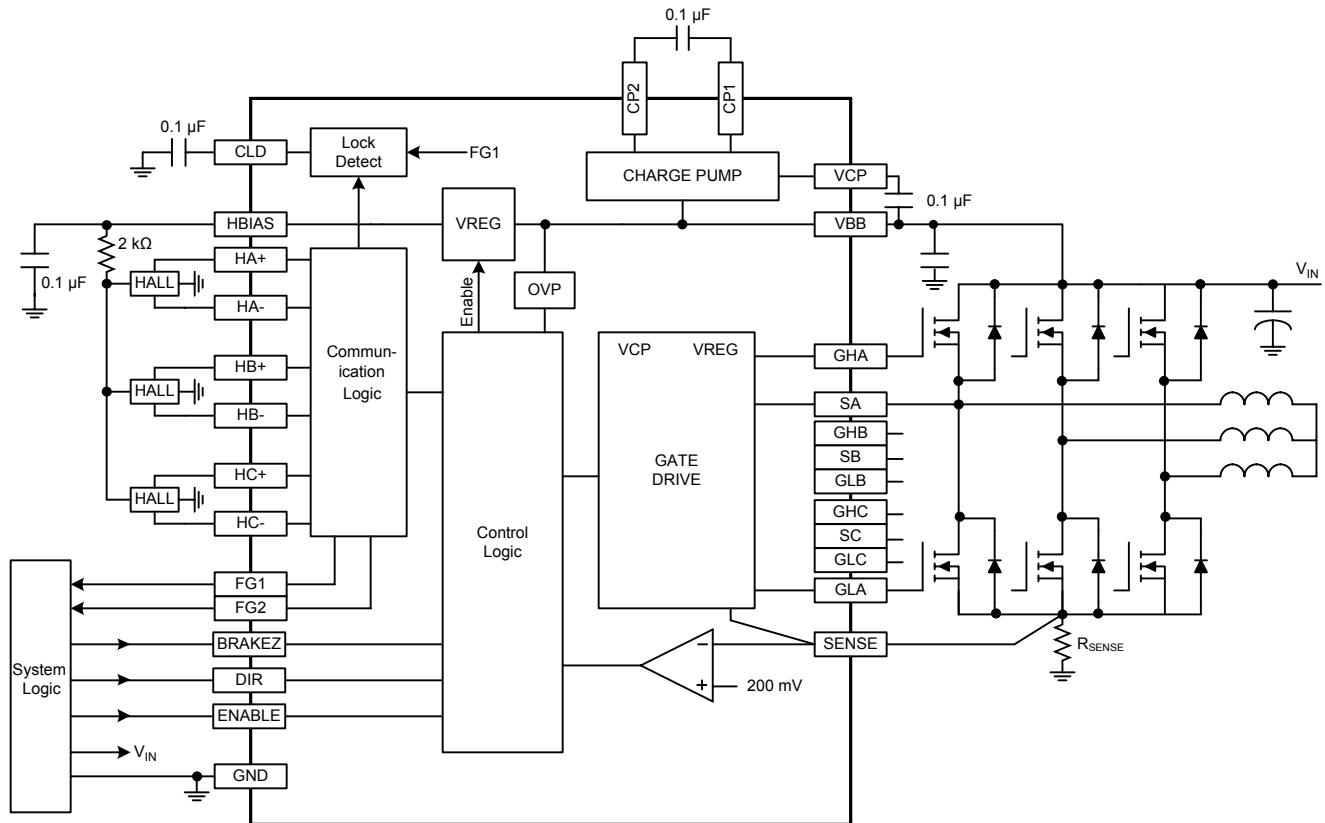 0.1 µF
CP2
CP1
0.1 µF
CLD
Lock
Detect
FG1
CHARGE PUMP
VCP
0.1 µF
HBIAS
VREG
VBB
2 kΩ
0.1 µF
HA+
HALL
HA-
Enable
OVP
VIN
Commun-
ication
Logic
HB+
HALL
HB-
HC+
HALL
HC-
VCP
VREG
GATE
DRIVE
GHA
SA
GHB
SB
GLB
GHC
SC
GLC
GLA
Control
Logic
FG1
FG2
BRAKEZ
SENSE
RSENSE
System
Logic
DIR
−
+
200 mV
ENABLE
VIN
GND